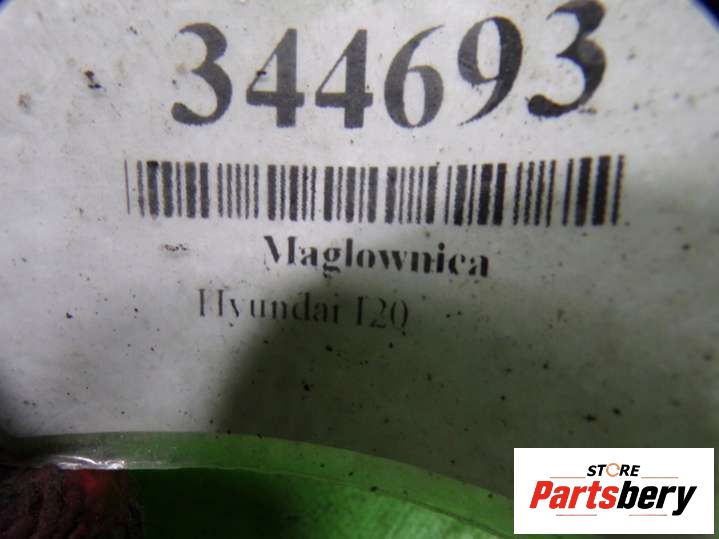 344693
Maglownica
Hyundai I20
STORE
Partsbery